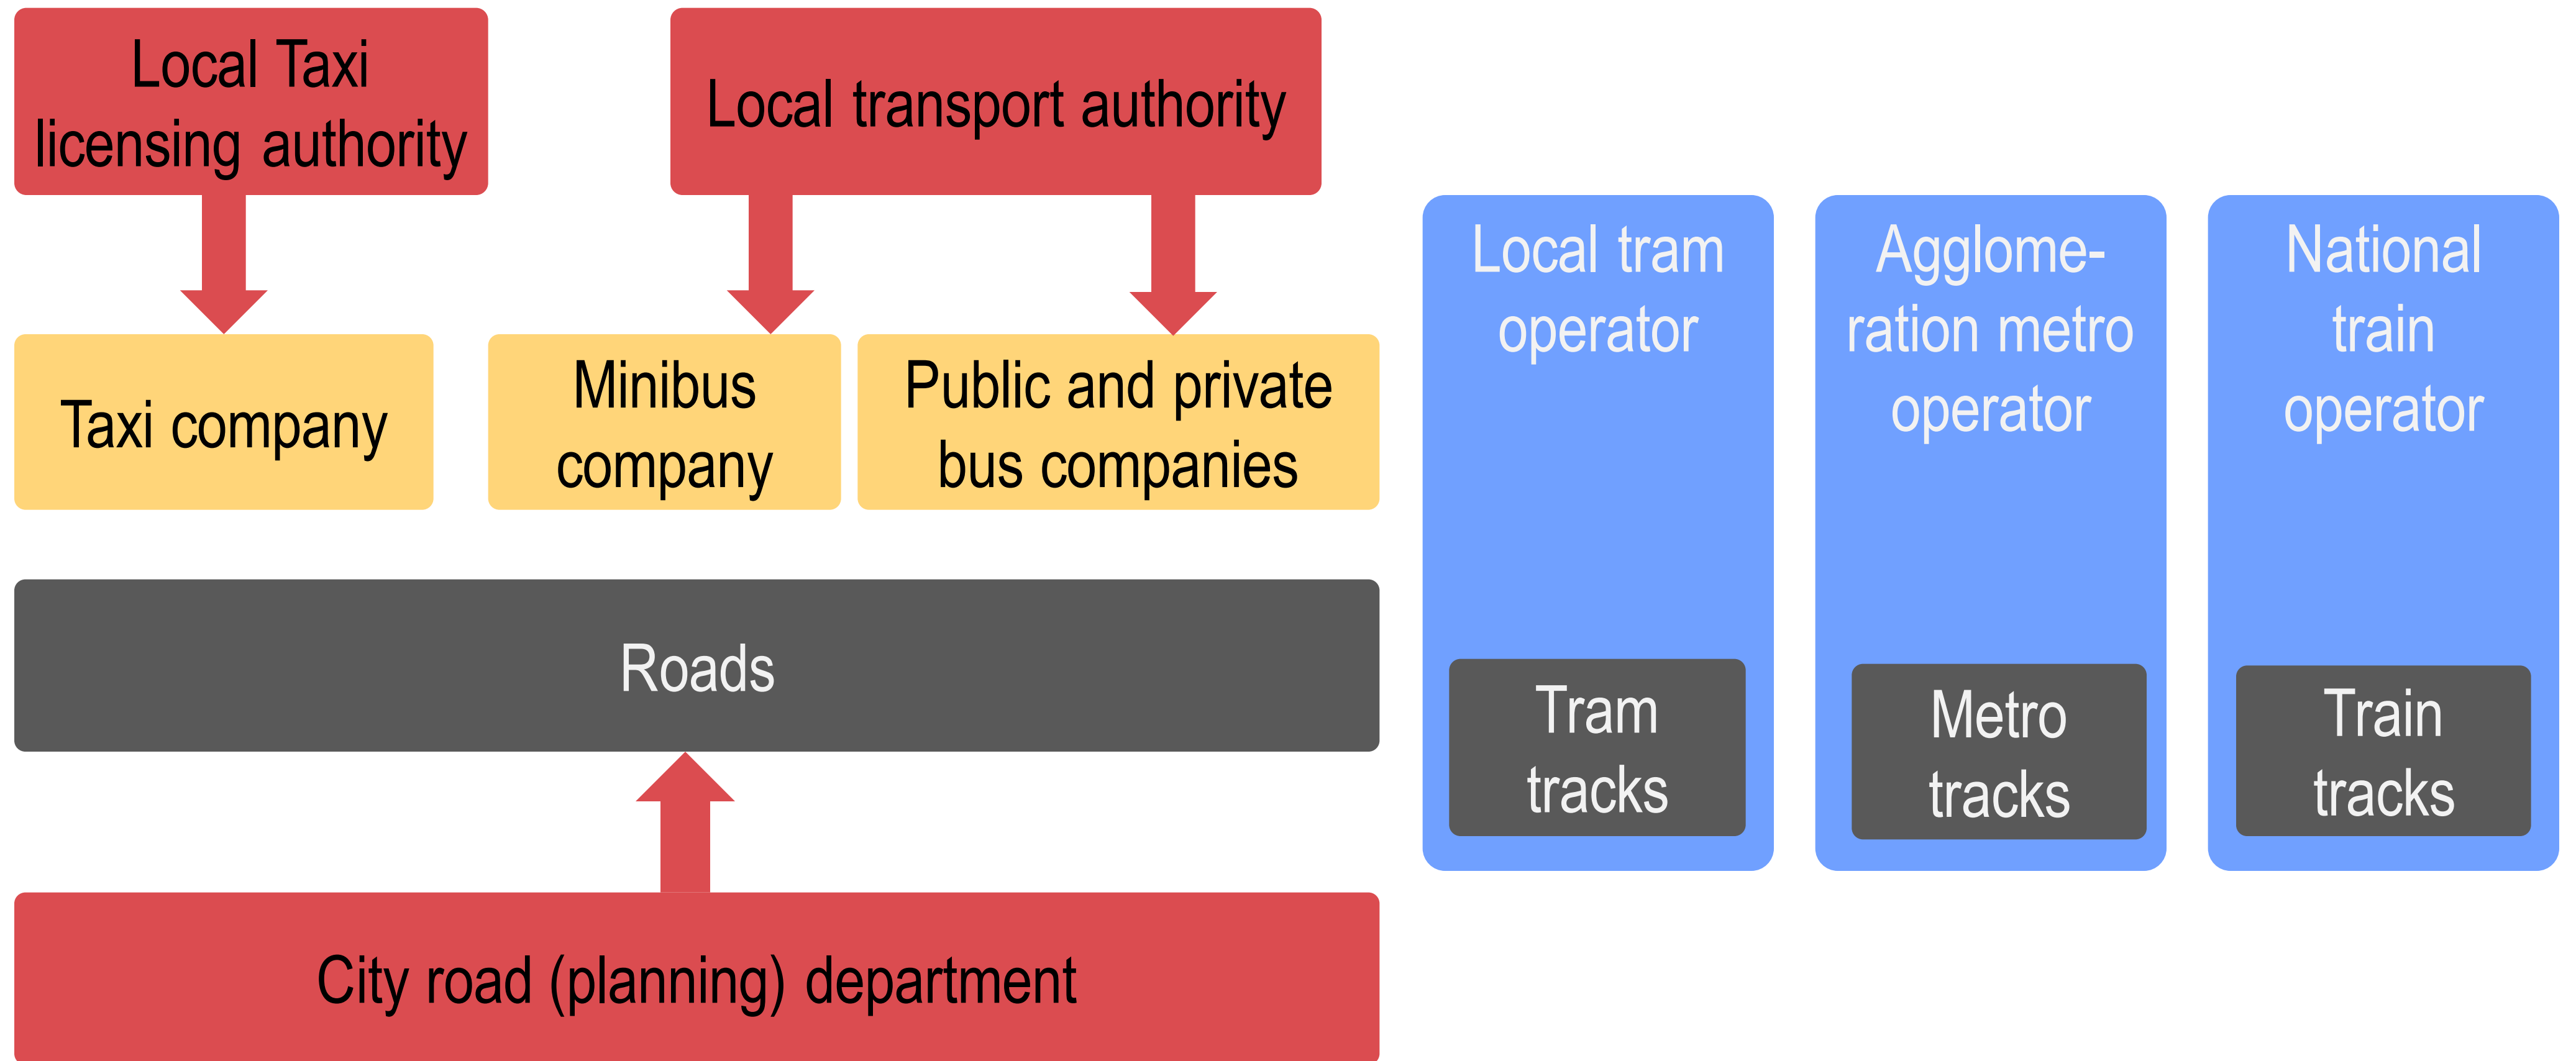 Local Taxi
licensing authority
Local transport authority
Taxi company
Minibus
company
Public and private
bus companies
Local tram
operator
Agglome-
ration metro
operator
National
train
operator
Roads
Tram
tracks
Metro
tracks
Train
tracks
City road (planning) department